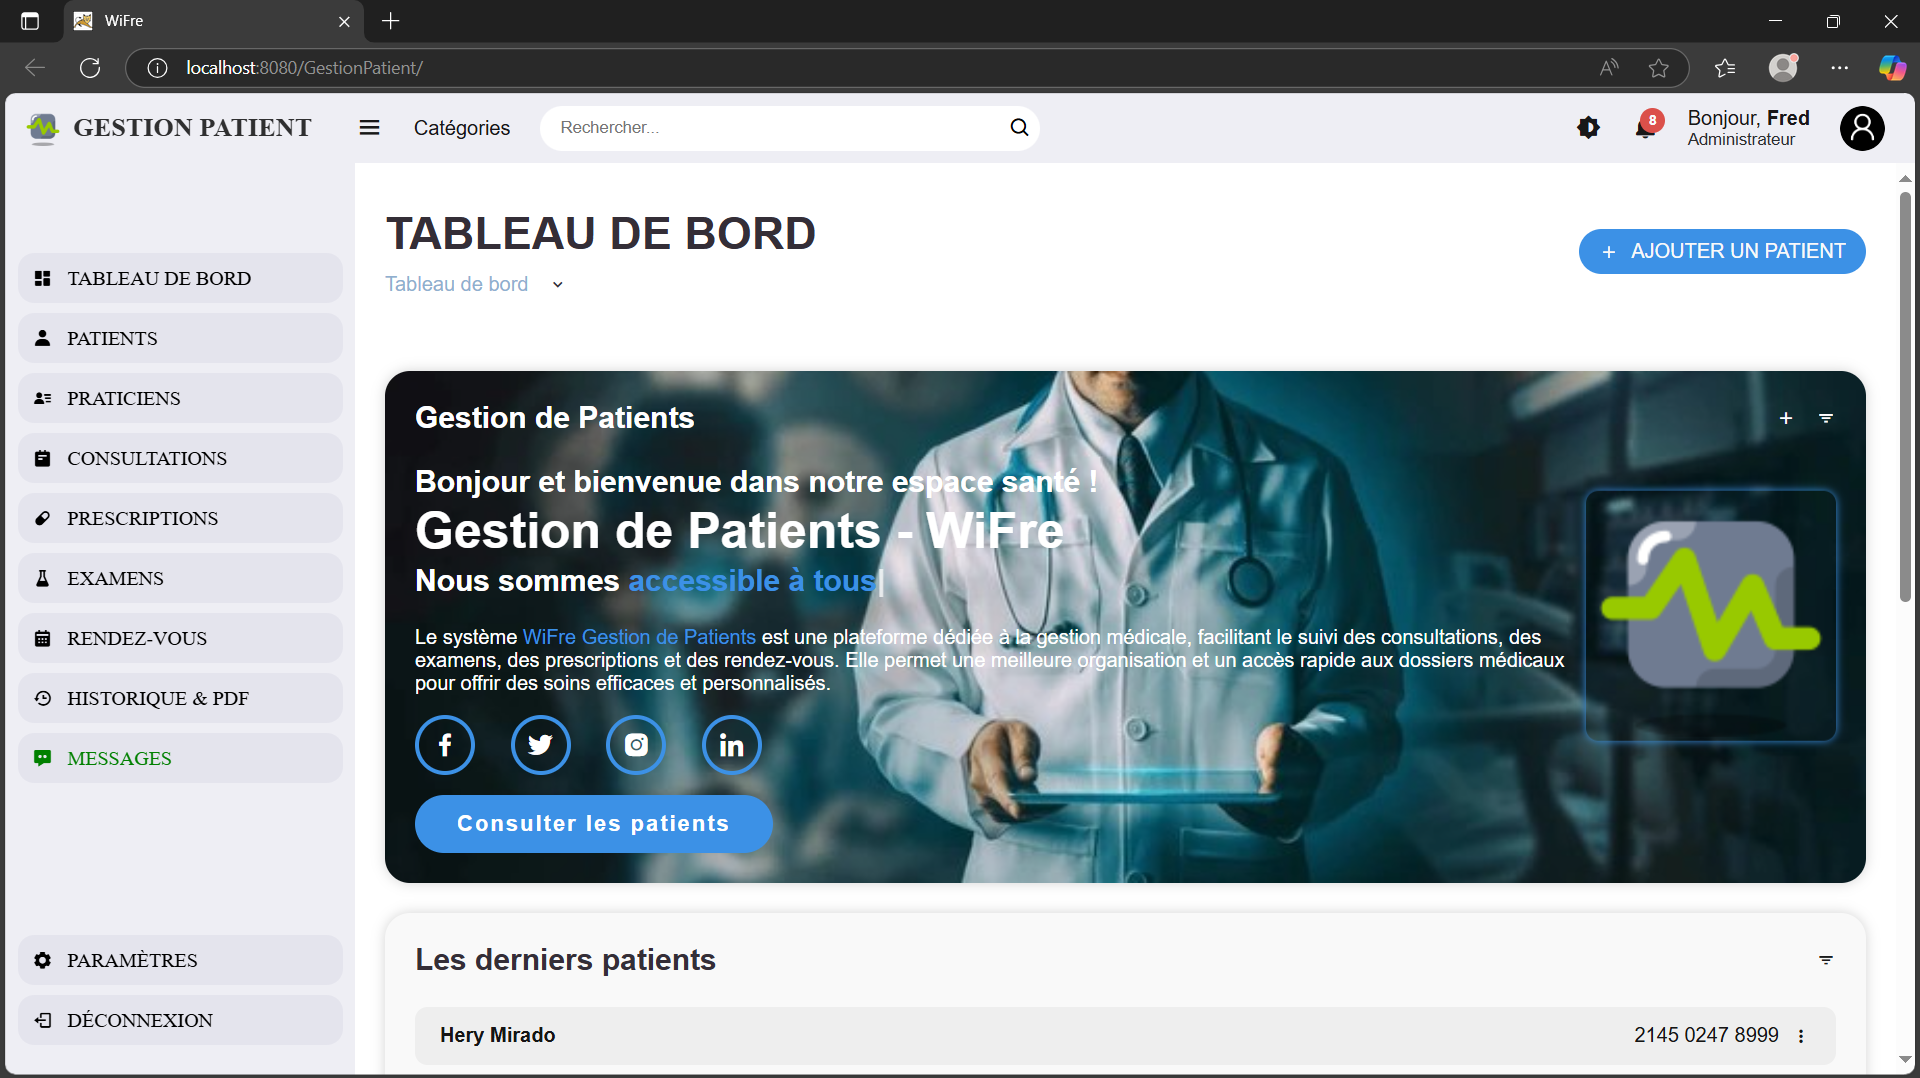 WiFre
localhost:8080/GestionPatient/
GESTION PATIENT
Catégories
Rechercher...
8
Bonjour, Fred
Administrateur
TABLEAU DE BORD
PATIENTS
PRATICIENS
CONSULTATIONS
PRESCRIPTIONS
EXAMENS
RENDEZ-VOUS
HISTORIQUE & PDF
MESSAGES
PARAMÈTRES
DÉCONNEXION
TABLEAU DE BORD
Tableau de bord
+ AJOUTER UN PATIENT
Gestion de Patients
Bonjour et bienvenue dans notre espace santé !
Gestion de Patients - WiFre
Nous sommes accessible à tous|
Le système WiFre Gestion de Patients est une plateforme dédiée à la gestion médicale, facilitant le suivi des consultations, des
examens, des prescriptions et des rendez-vous. Elle permet une meilleure organisation et un accès rapide aux dossiers médicaux
pour offrir des soins efficaces et personnalisés.
Consulter les patients
Les derniers patients
Hery Mirado
2145 0247 8999